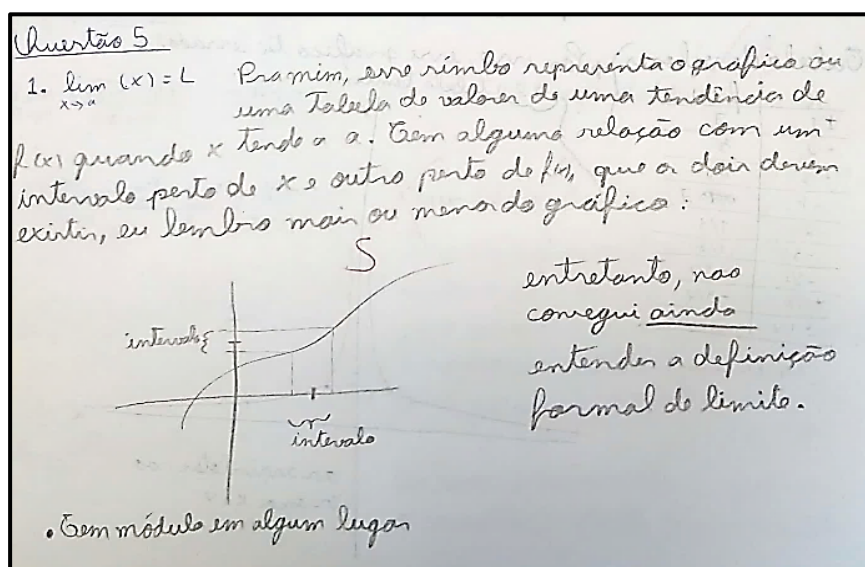 Questão 5
1. lim (x) = L Pra mim, esse símbo representa o gráfico ou
x→a
uma Tabela de valores de uma tendência de
f(x) quando x tende a a. Tem alguma relação com um
intervalo perto de x e outro perto de f(x), que os dois devem
existir, eu lembro mais ou menos do gráfico:
S
entretanto, nao
consegui ainda
entender a definição
formal de limite.
intervalo{
intervalo
• Tem módulo em algum lugar